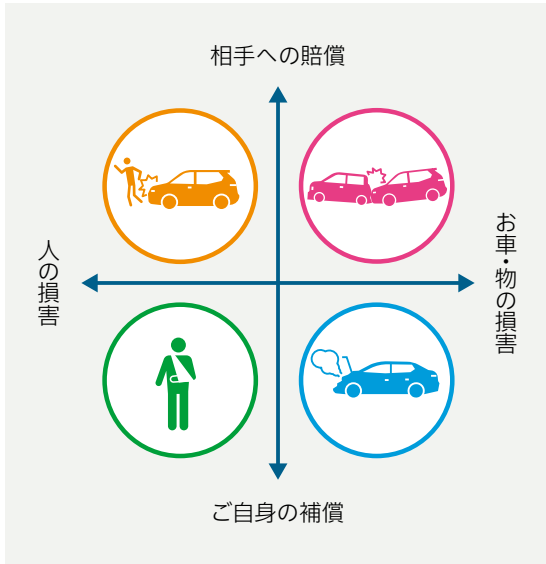 相手への賠償
人の損害
お車・物の損害
ご自身の補償